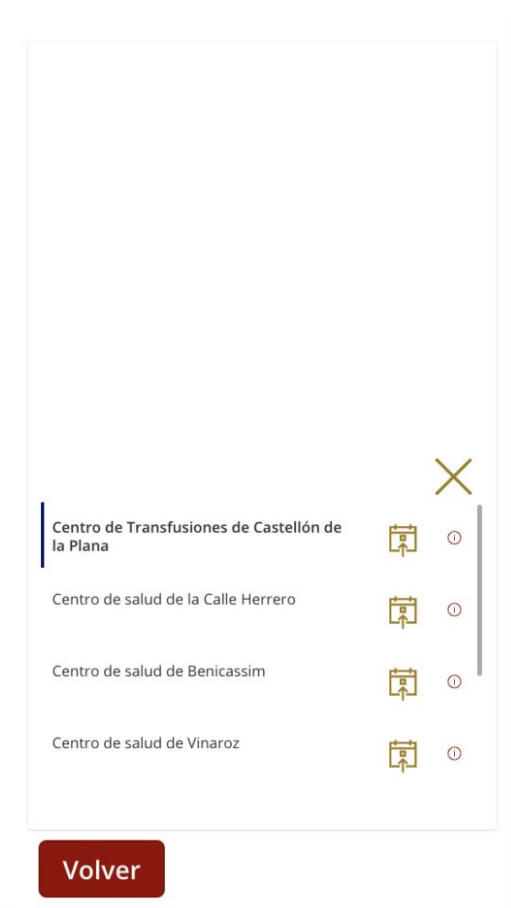 Centro de Transfusiones de Castellón de
la Plana
Centro de salud de la Calle Herrero
Centro de salud de Benicassim
Centro de salud de Vinaroz
Volver